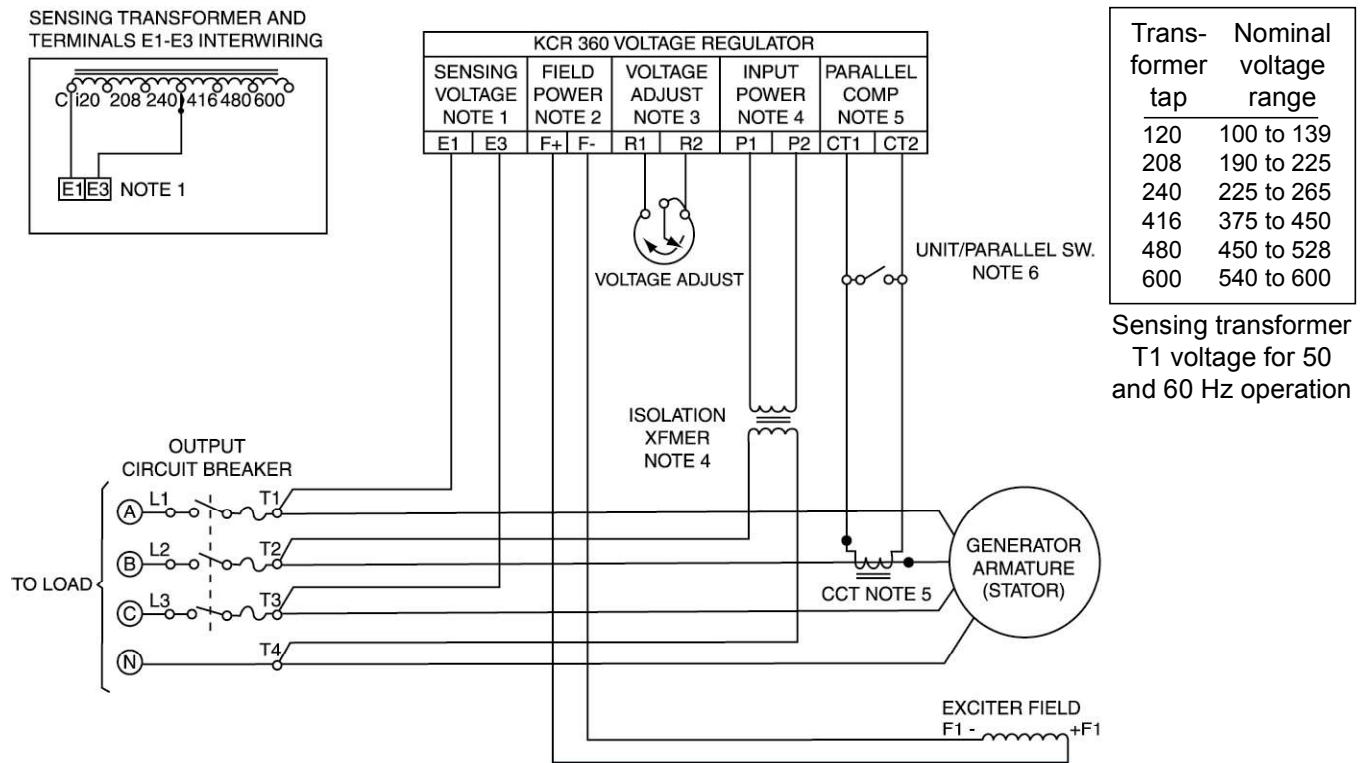 SENSING TRANSFORMER AND
TERMINALS E1-E3 INTERWIRING
C i20 208 240 416 480 600
E1 E3 NOTE 1
KCR 360 VOLTAGE REGULATOR
SENSING VOLTAGE NOTE 1
FIELD POWER NOTE 2
VOLTAGE ADJUST NOTE 3
INPUT POWER NOTE 4
PARALLEL COMP NOTE 5
E1 E3 F+ F- R1 R2 P1 P2 CT1 CT2
VOLTAGE ADJUST
UNIT/PARALLEL SW.
NOTE 6
Trans-former tap Nominal voltage range
120 100 to 139
208 190 to 225
240 225 to 265
416 375 to 450
480 450 to 528
600 540 to 600
Sensing transformer
T1 voltage for 50
and 60 Hz operation
ISOLATION
XFMER
NOTE 4
OUTPUT
CIRCUIT BREAKER
A L1 T1
B L2 T2
TO LOAD
C L3 T3
N T4
CCT NOTE 5
GENERATOR
ARMATURE
(STATOR)
EXCITER FIELD
F1 - +F1